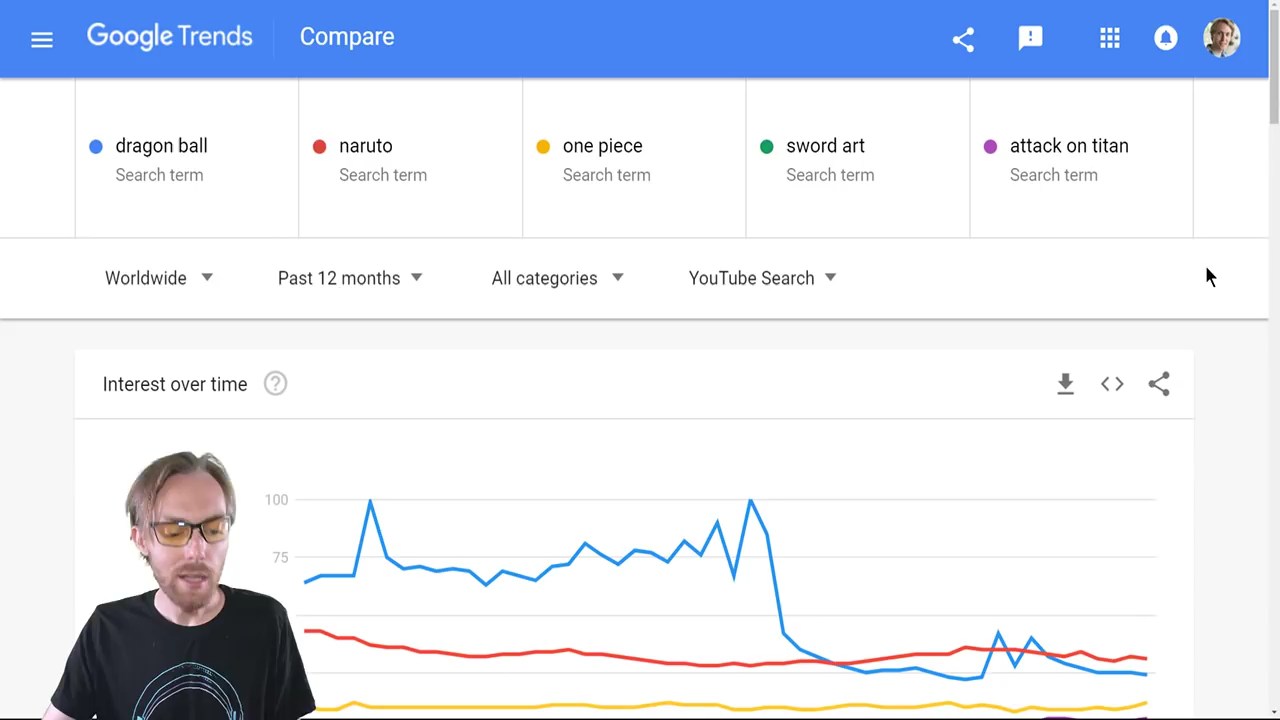 Google Trends Compare
dragon ball naruto one piece sword art attack on titan
Search term Search term Search term Search term Search term
Worldwide Past 12 months All categories YouTube Search
Interest over time ?
100
75